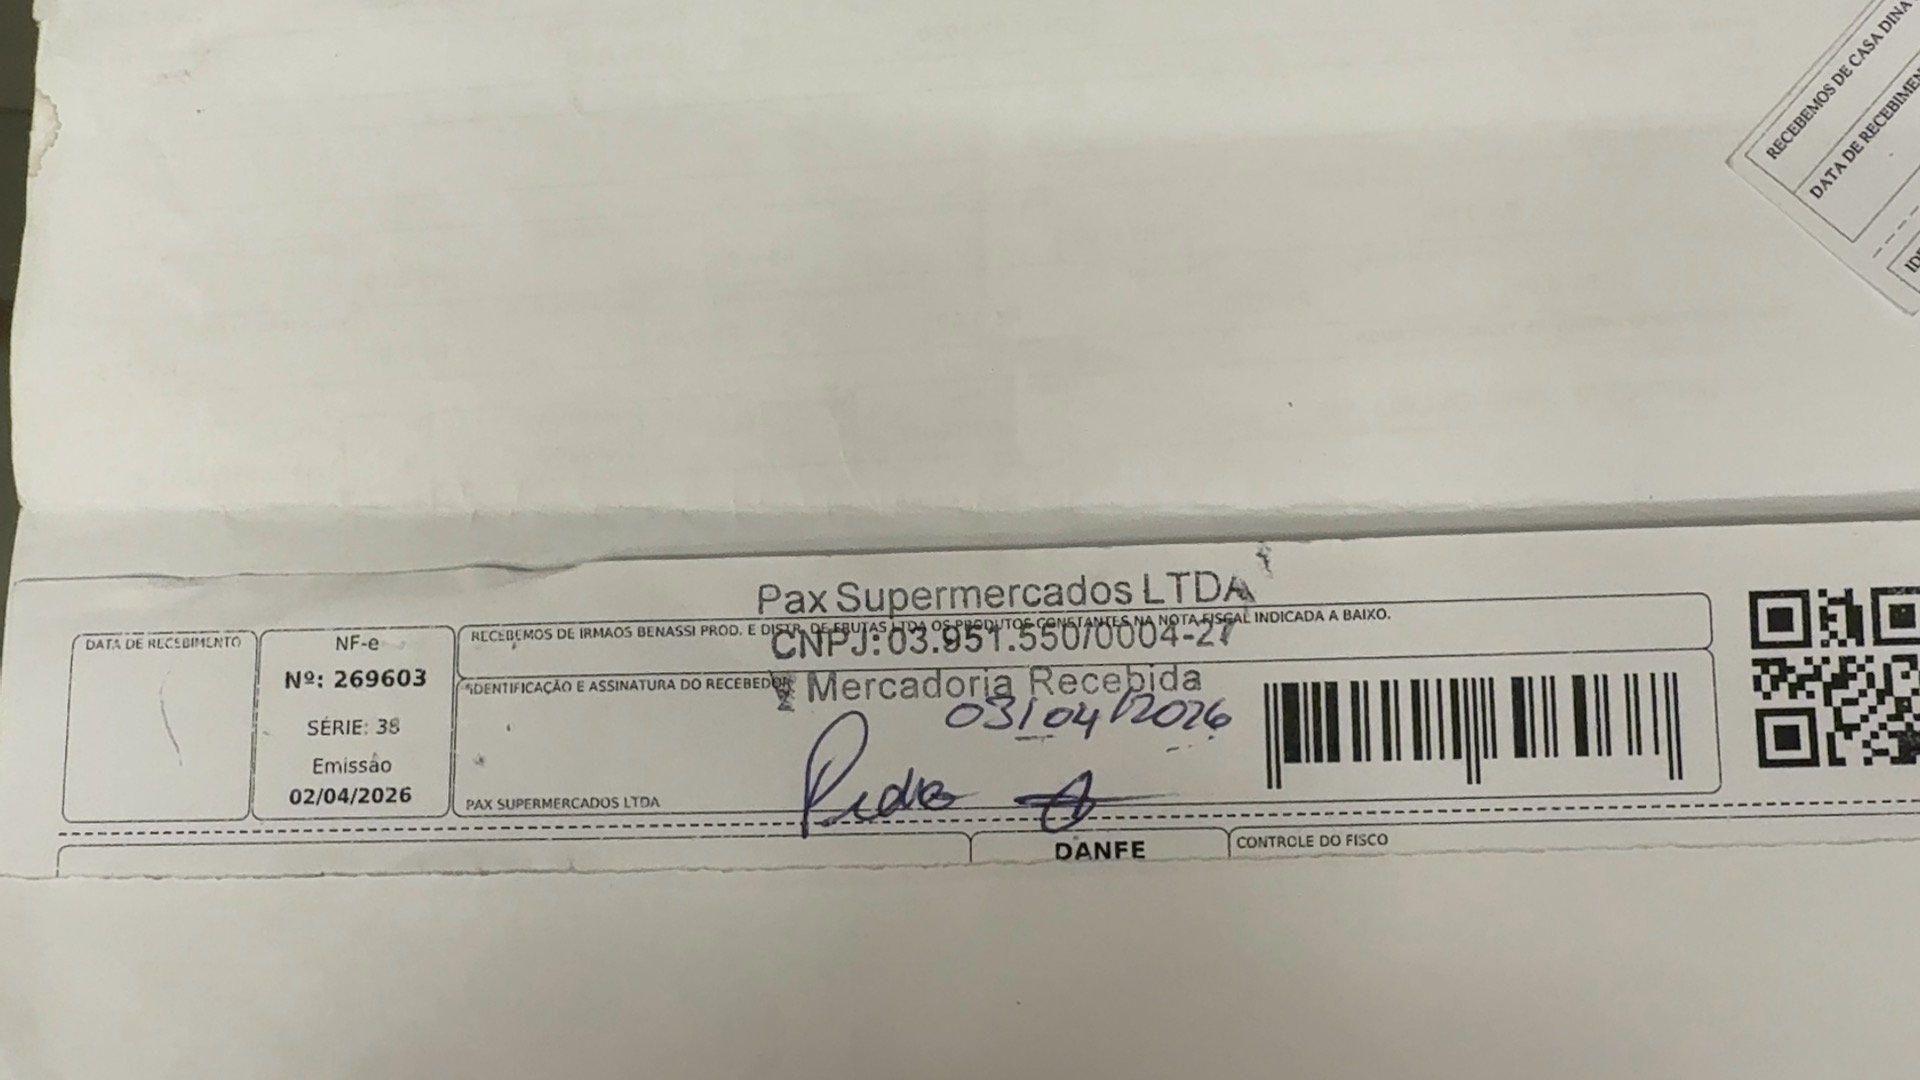 RECEBEMOS DE CASA DINA
DATA DE RECEBIMEN
Pax Supermercados LTDA
RECEBEMOS DE IRMAOS BENASSI PROD. E DISTR. DE FRUTAS LTDA OS PRODUTOS CONSTANTES NA NOTA FISCAL INDICADA A BAIXO.
CNPJ: 03.951.550/0004-27
DATA DE RECEBIMENTO
NF-e
Nº: 269603
SÉRIE: 38
Emissão
02/04/2026
IDENTIFICAÇÃO E ASSINATURA DO RECEBEDOR
Mercadoria Recebida
03/04/2026
Pedro
PAX SUPERMERCADOS LTDA
DANFE
CONTROLE DO FISCO